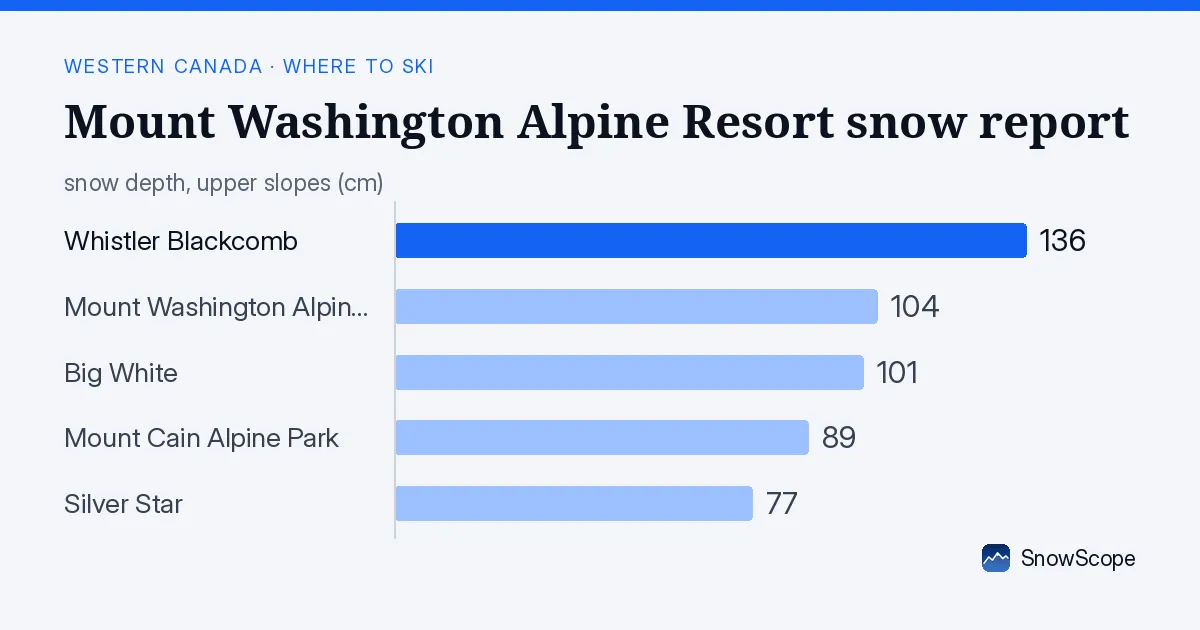 WESTERN CANADA · WHERE TO SKI
Mount Washington Alpine Resort snow report
snow depth, upper slopes (cm)
Whistler Blackcomb 136
Mount Washington Alpin... 104
Big White 101
Mount Cain Alpine Park 89
Silver Star 77
SnowScope